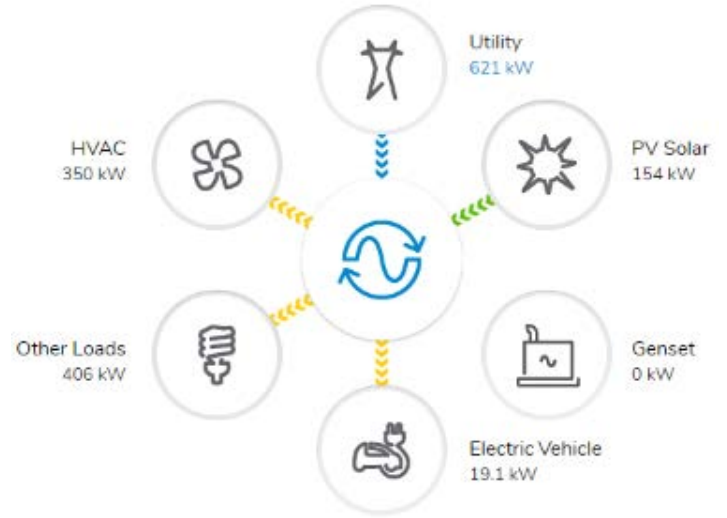 Utility
621 kW
HVAC
350 kW
PV Solar
154 kW
Other Loads
406 kW
Genset
0 kW
Electric Vehicle
19.1 kW